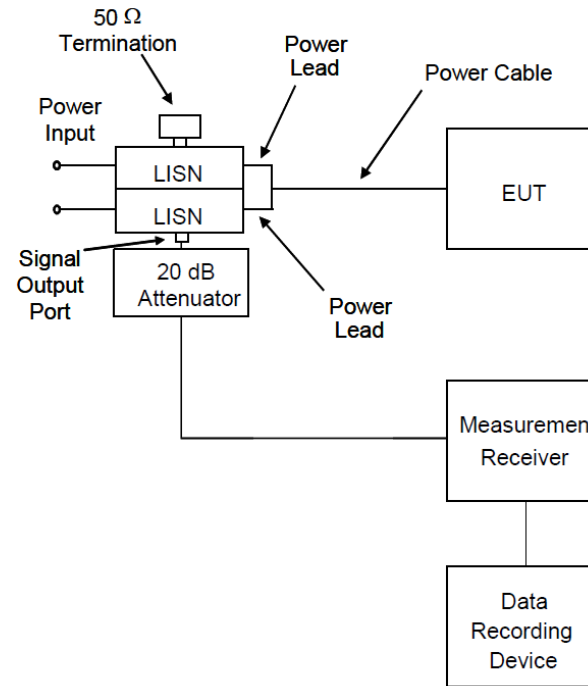 50 Ω
Termination
Power
Lead
Power Cable
Power
Input
LISN
LISN
EUT
Signal
Output
Port
20 dB
Attenuator
Power
Lead
Measuremen
Receiver
Data
Recording
Device